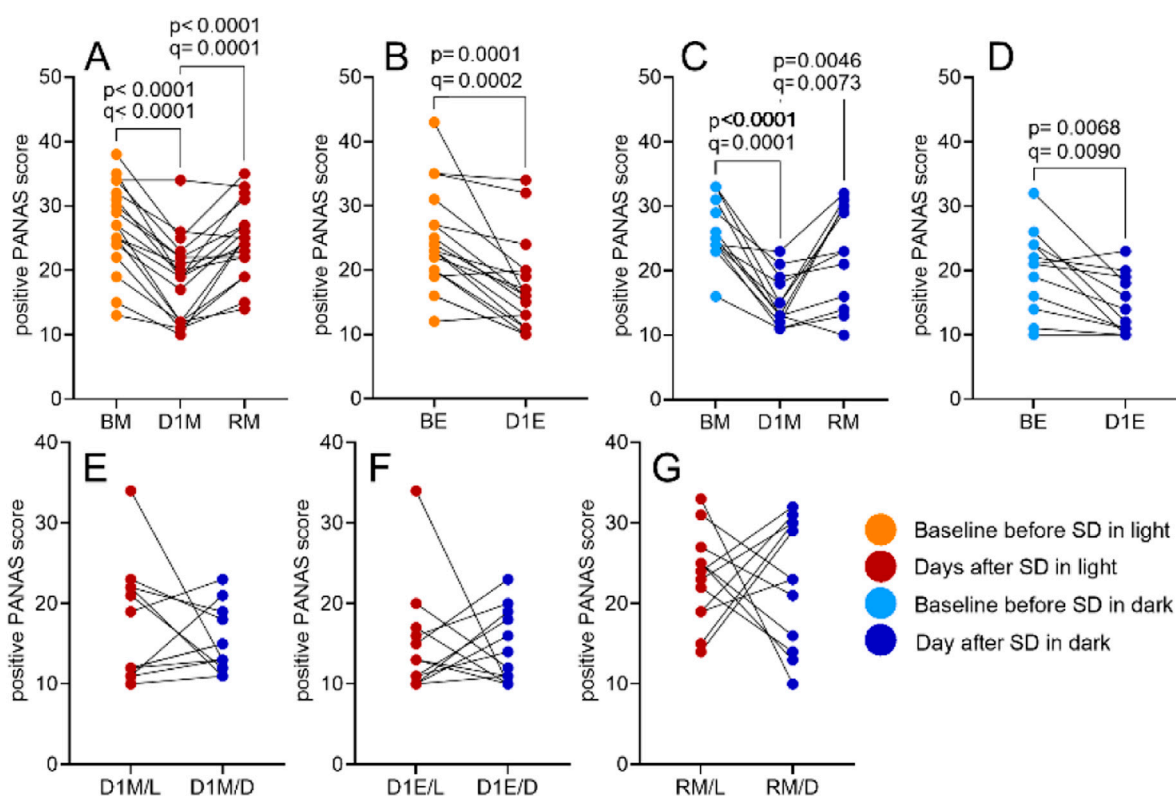 A
p< 0.0001
q= 0.0001
p< 0.0001
q< 0.0001
positive PANAS score
50
40
30
20
10
0
BM D1M RM
B
p= 0.0001
q= 0.0002
positive PANAS score
50
40
30
20
10
0
BE D1E
C
p= 0.0046
q= 0.0073
p<0.0001
q= 0.0001
positive PANAS score
50
40
30
20
10
0
BM D1M RM
D
p= 0.0068
q= 0.0090
positive PANAS score
50
40
30
20
10
0
BE D1E
E
positive PANAS score
40
30
20
10
0
D1M/L D1M/D
F
positive PANAS score
40
30
20
10
0
D1E/L D1E/D
G
positive PANAS score
40
30
20
10
0
RM/L RM/D
Baseline before SD in light
Days after SD in light
Baseline before SD in dark
Day after SD in dark